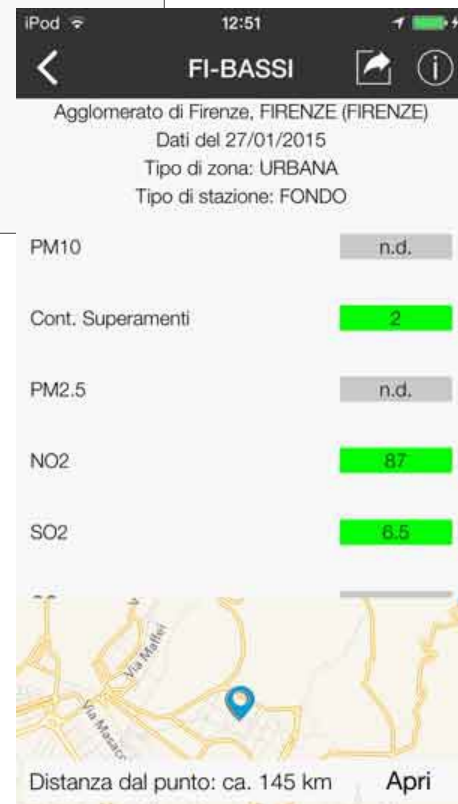 iPod 12:51
FI-BASSI
Agglomerato di Firenze, FIRENZE (FIRENZE)
Dati del 27/01/2015
Tipo di zona: URBANA
Tipo di stazione: FONDO
PM10 n.d.
Cont. Superamenti 2
PM2.5 n.d.
NO2 87
SO2 6.5
Via Maffei
Via Masacc
Distanza dal punto: ca. 145 km Apri